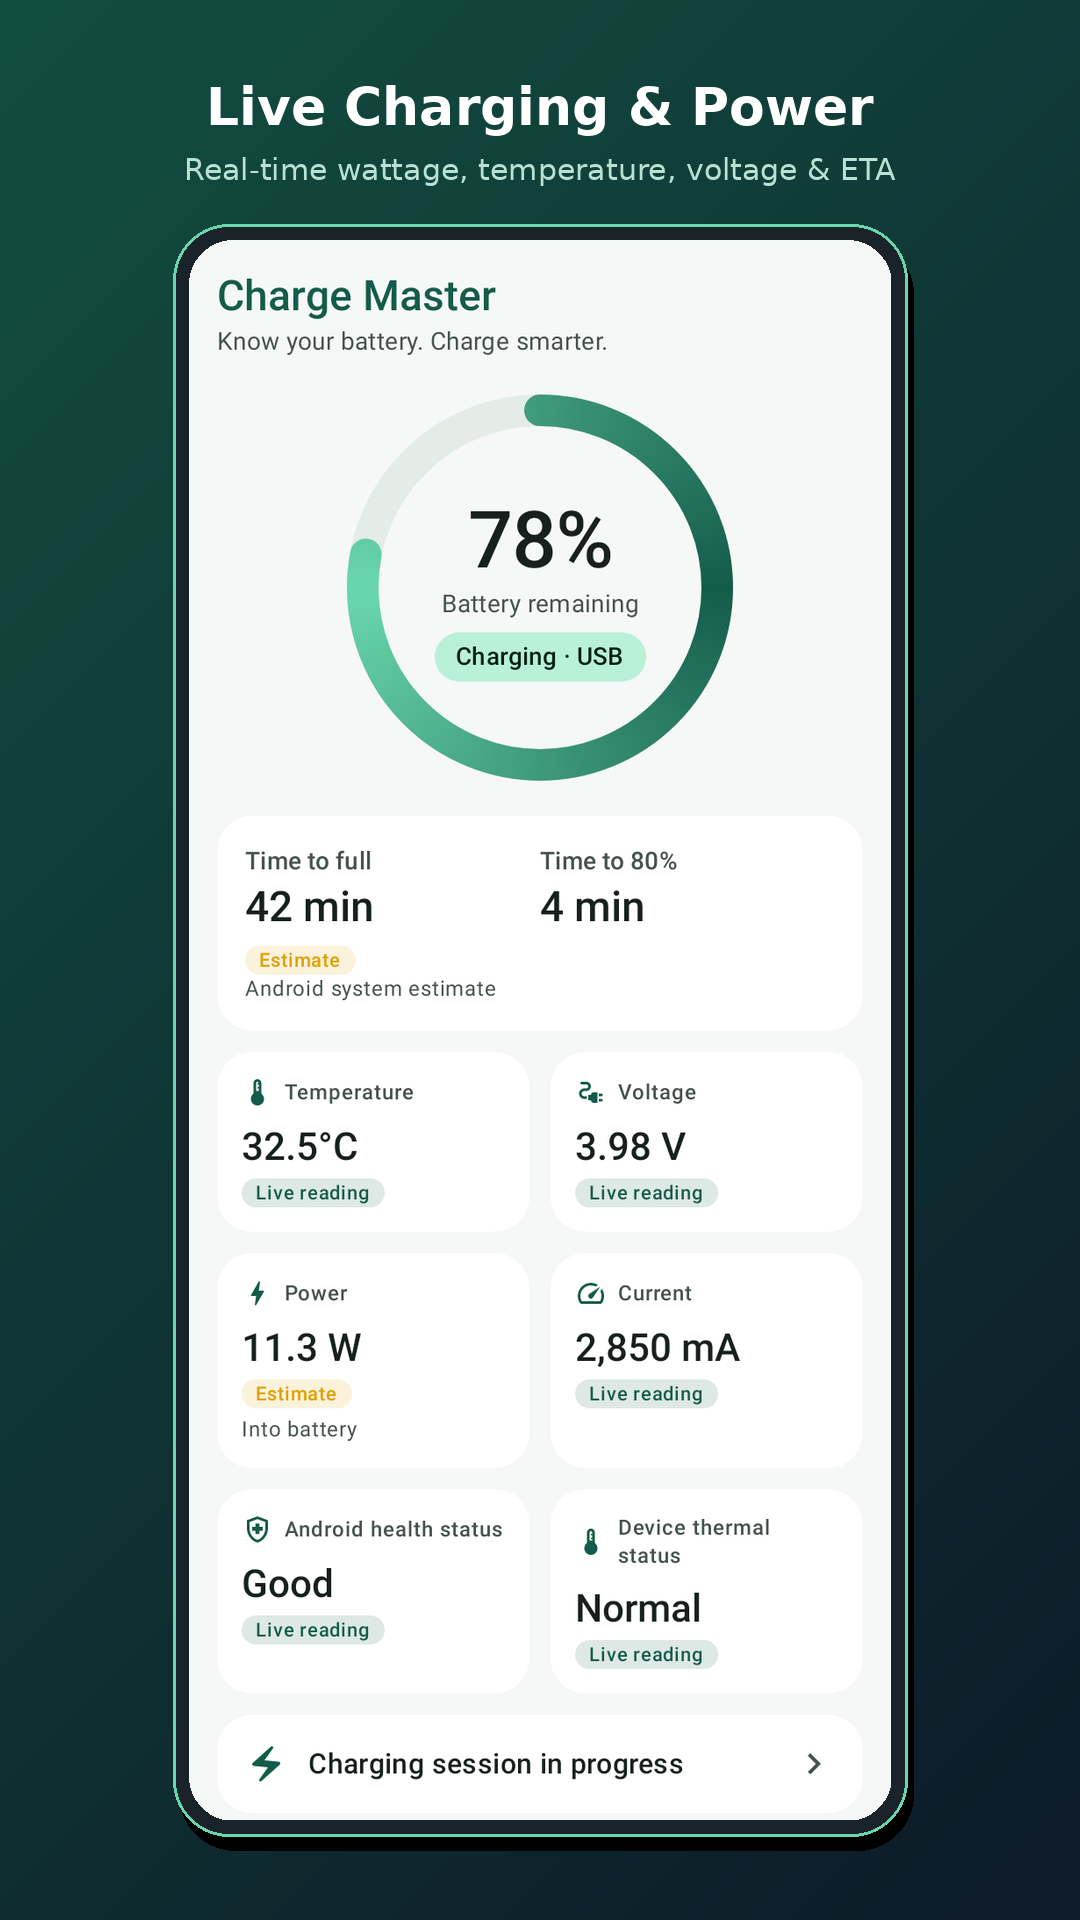 Live Charging & Power
Real-time wattage, temperature, voltage & ETA
Charge Master
Know your battery. Charge smarter.
78%
Battery remaining
Charging · USB
Time to full
42 min
Estimate
Android system estimate
Time to 80%
4 min
Temperature
32.5°C
Live reading
Voltage
3.98 V
Live reading
Power
11.3 W
Estimate
Into battery
Current
2,850 mA
Live reading
Android health status
Good
Live reading
Device thermal
status
Normal
Live reading
Charging session in progress